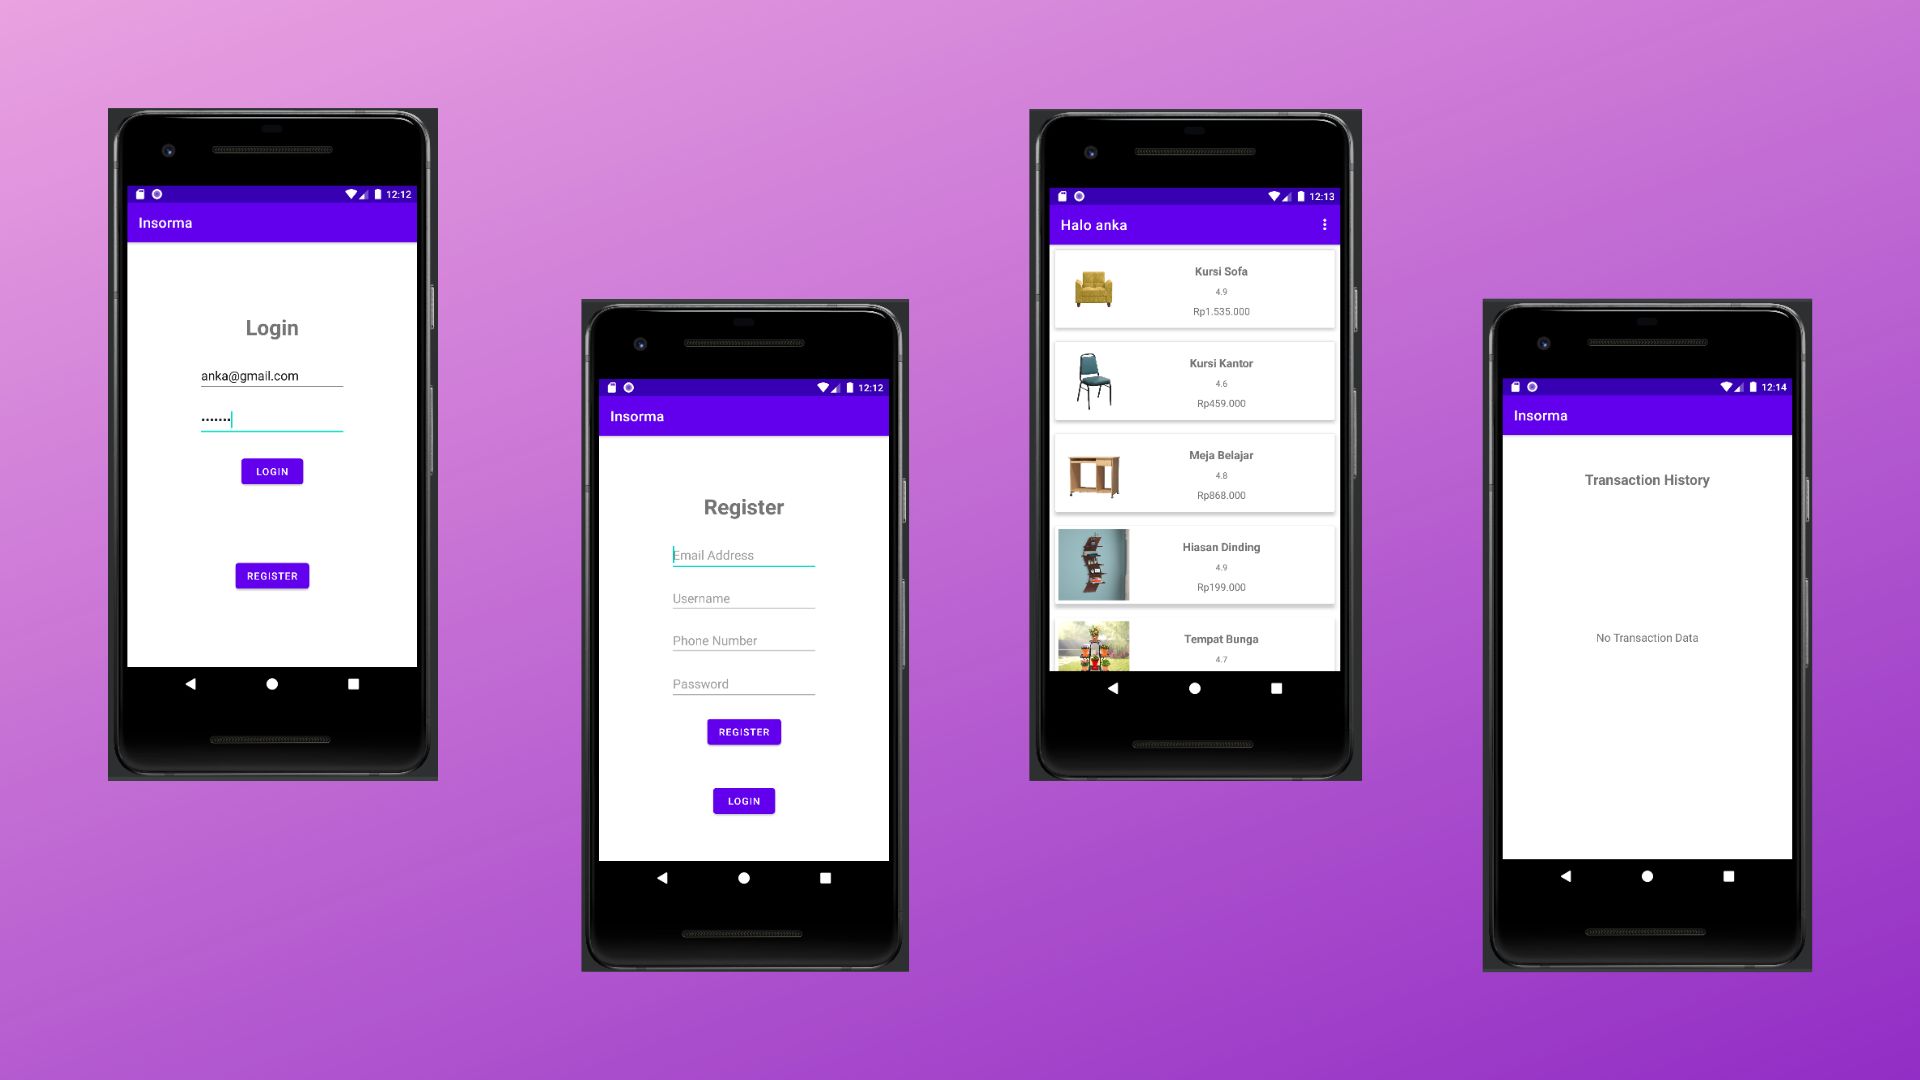 12:12
Insorma
Login
anka@gmail.com
•••••••
LOGIN
REGISTER
12:12
Insorma
Register
Email Address
Username
Phone Number
Password
REGISTER
LOGIN
12:13
Halo anka
Kursi Sofa
4.9
Rp1.535.000
Kursi Kantor
4.6
Rp459.000
Meja Belajar
4.8
Rp868.000
Hiasan Dinding
4.9
Rp199.000
Tempat Bunga
4.7
12:14
Insorma
Transaction History
No Transaction Data